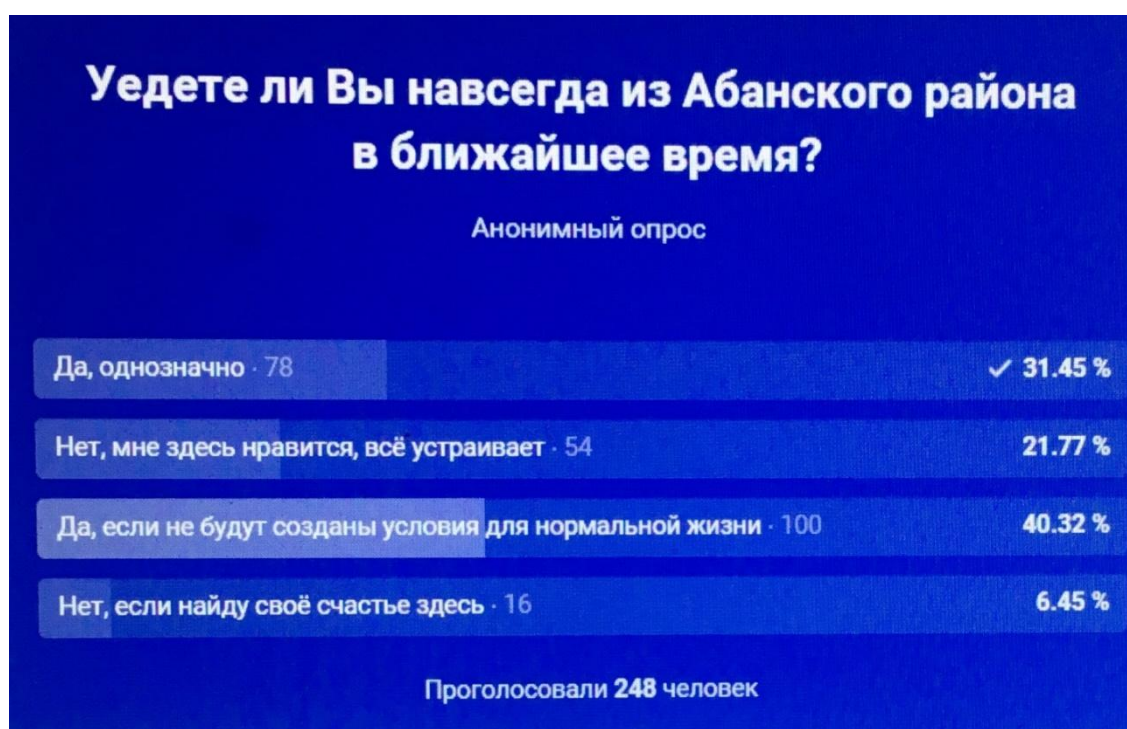 Уедете ли Вы навсегда из Абанского района
в ближайшее время?
Анонимный опрос
Да, однозначно · 78 ✓ 31.45 %
Нет, мне здесь нравится, всё устраивает · 54 21.77 %
Да, если не будут созданы условия для нормальной жизни · 100 40.32 %
Нет, если найду своё счастье здесь · 16 6.45 %
Проголосовали 248 человек